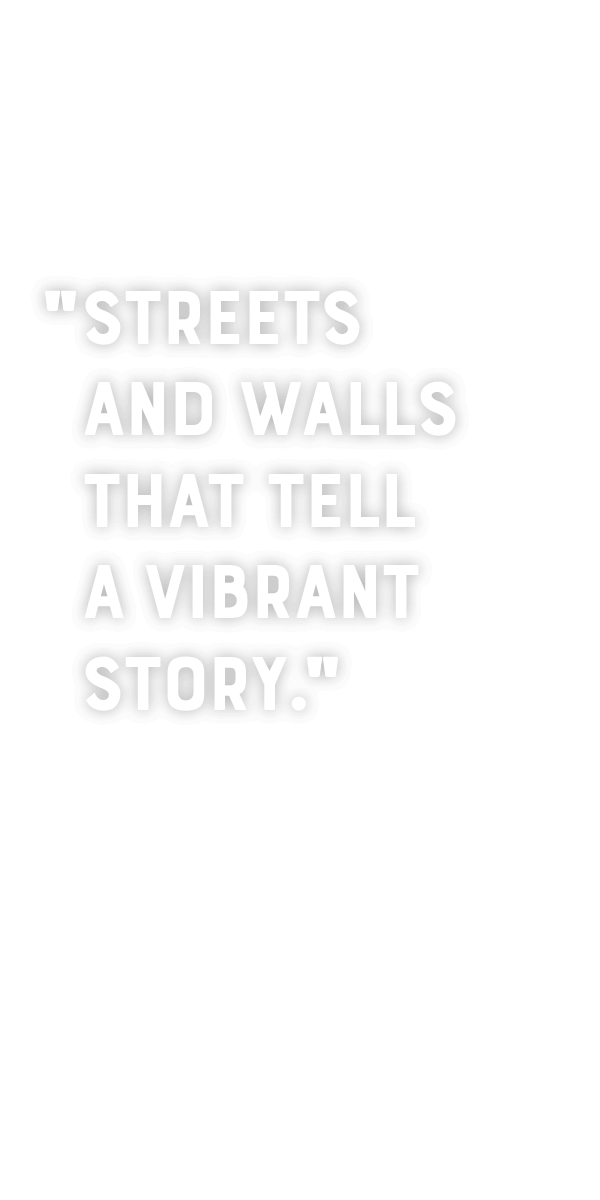 "STREETS
AND WALLS
THAT TELL
A VIBRANT
STORY."